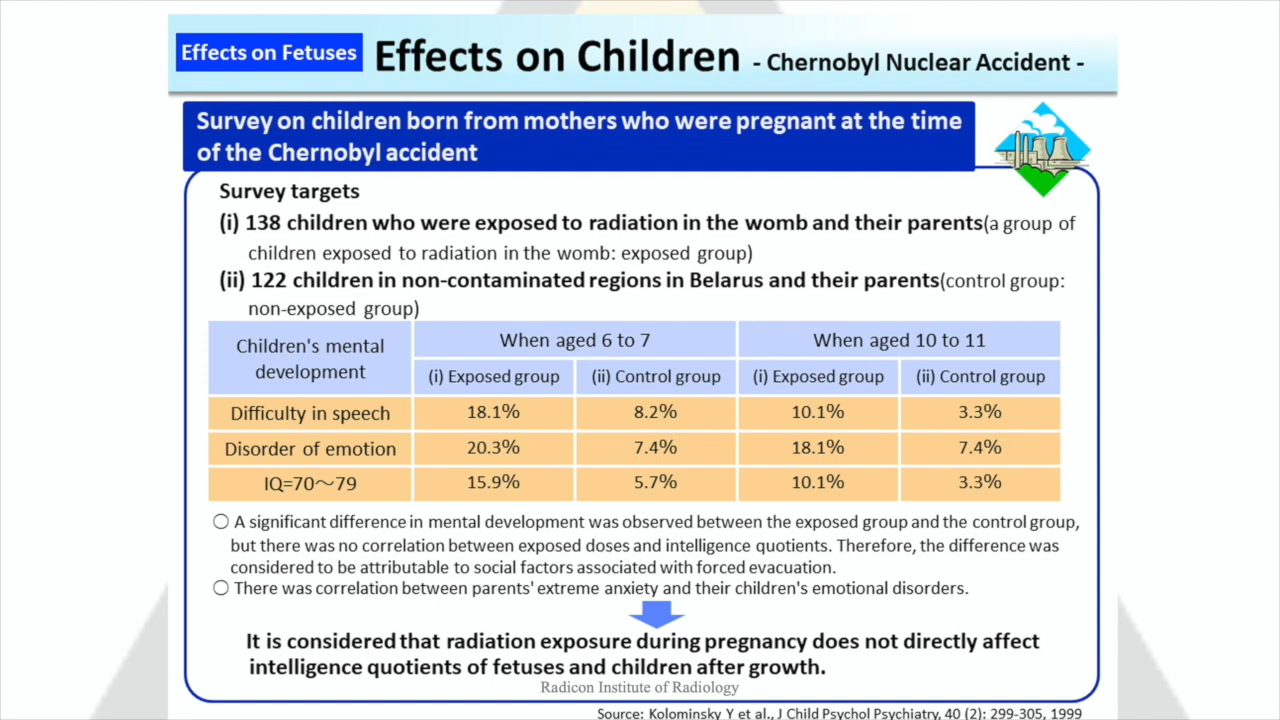 Effects on Fetuses Effects on Children - Chernobyl Nuclear Accident -
Survey on children born from mothers who were pregnant at the time
of the Chernobyl accident
Survey targets
(i) 138 children who were exposed to radiation in the womb and their parents(a group of
children exposed to radiation in the womb: exposed group)
(ii) 122 children in non-contaminated regions in Belarus and their parents(control group:
non-exposed group)
Children's mental
development
When aged 6 to 7 When aged 10 to 11
(i) Exposed group (ii) Control group (i) Exposed group (ii) Control group
Difficulty in speech 18.1% 8.2% 10.1% 3.3%
Disorder of emotion 20.3% 7.4% 18.1% 7.4%
IQ=70~79 15.9% 5.7% 10.1% 3.3%
○ A significant difference in mental development was observed between the exposed group and the control group,
but there was no correlation between exposed doses and intelligence quotients. Therefore, the difference was
considered to be attributable to social factors associated with forced evacuation.
○ There was correlation between parents' extreme anxiety and their children's emotional disorders.
It is considered that radiation exposure during pregnancy does not directly affect
intelligence quotients of fetuses and children after growth.
Radicon Institute of Radiology
Source: Kolominsky Y et al., J Child Psychol Psychiatry, 40 (2): 299-305, 1999